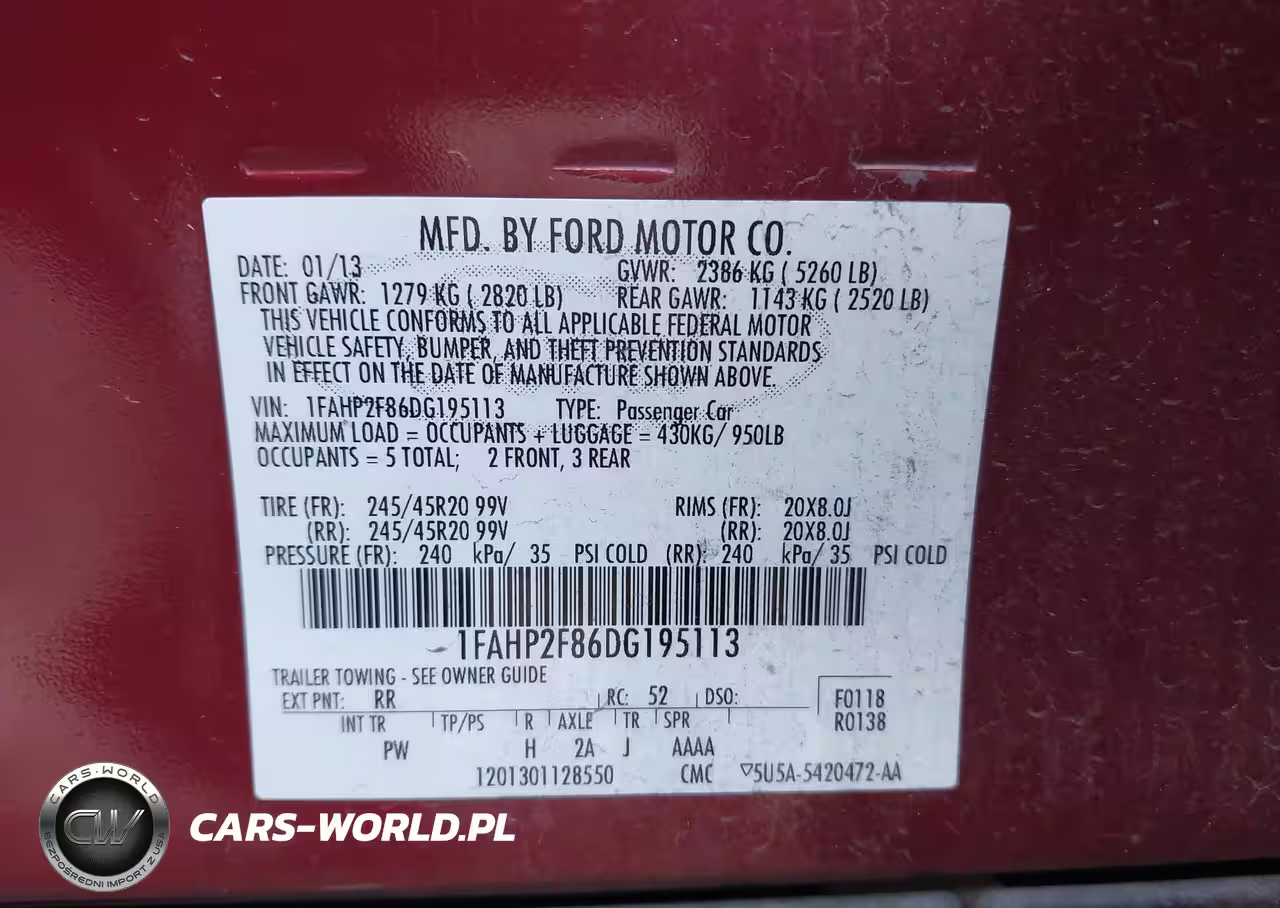 MFD. BY FORD MOTOR CO.
DATE: 01/13 GVWR: 2386 KG ( 5260 LB)
FRONT GAWR: 1279 KG ( 2820 LB) REAR GAWR: 1143 KG ( 2520 LB)
THIS VEHICLE CONFORMS TO ALL APPLICABLE FEDERAL MOTOR
VEHICLE SAFETY, BUMPER, AND THEFT PREVENTION STANDARDS
IN EFFECT ON THE DATE OF MANUFACTURE SHOWN ABOVE.
VIN: 1FAHP2F86DG195113 TYPE: Passenger Car
MAXIMUM LOAD = OCCUPANTS + LUGGAGE = 430KG/ 950LB
OCCUPANTS = 5 TOTAL; 2 FRONT, 3 REAR
TIRE (FR): 245/45R20 99V RIMS (FR): 20X8.0J
(RR): 245/45R20 99V (RR): 20X8.0J
PRESSURE (FR): 240 kPa/ 35 PSI COLD (RR): 240 kPa/ 35 PSI COLD
1FAHP2F86DG195113
TRAILER TOWING - SEE OWNER GUIDE
EXT PNT: RR RC: 52 DSO: F0118
INT TR TP/PS R AXLE TR SPR R0138
PW H 2A J AAAA
1201301128550 CMC ▽5U5A-5420472-AA
CARS-WORLD
CW
BEZPOŚREDNI IMPORT Z USA
CARS-WORLD.PL